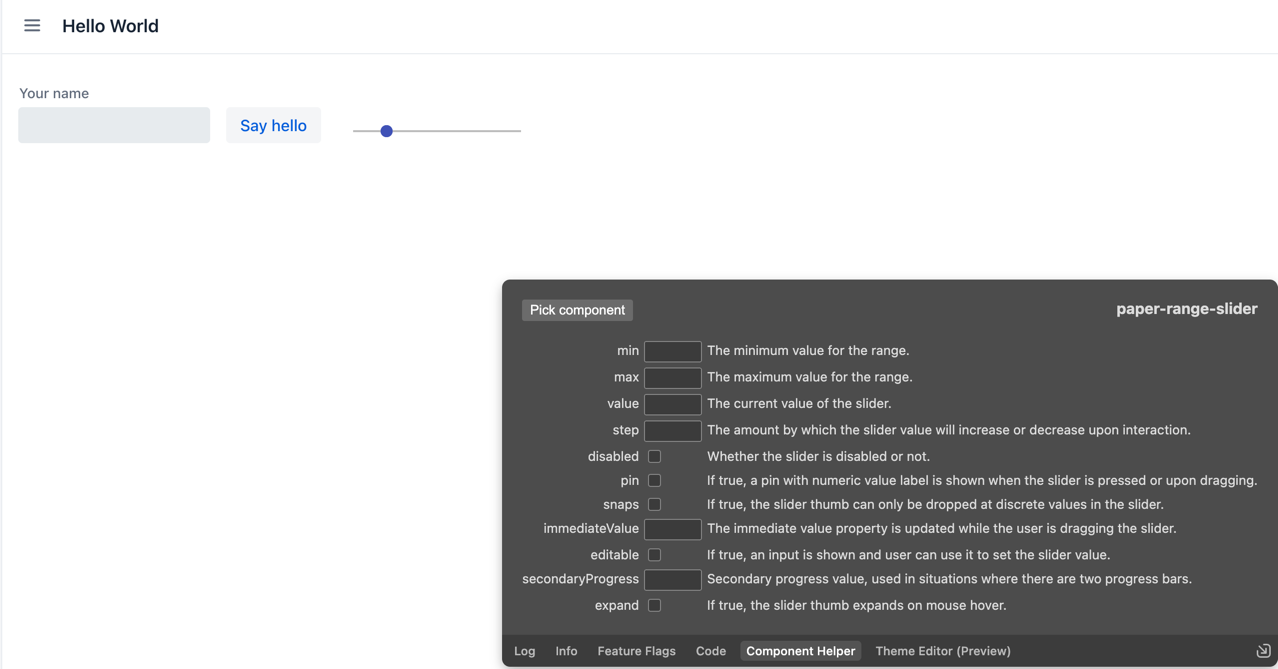 Hello World
Your name
Say hello
Pick component paper-range-slider
min The minimum value for the range.
max The maximum value for the range.
value The current value of the slider.
step The amount by which the slider value will increase or decrease upon interaction.
disabled Whether the slider is disabled or not.
pin If true, a pin with numeric value label is shown when the slider is pressed or upon dragging.
snaps If true, the slider thumb can only be dropped at discrete values in the slider.
immediateValue The immediate value property is updated while the user is dragging the slider.
editable If true, an input is shown and user can use it to set the slider value.
secondaryProgress Secondary progress value, used in situations where there are two progress bars.
expand If true, the slider thumb expands on mouse hover.
Log Info Feature Flags Code Component Helper Theme Editor (Preview)